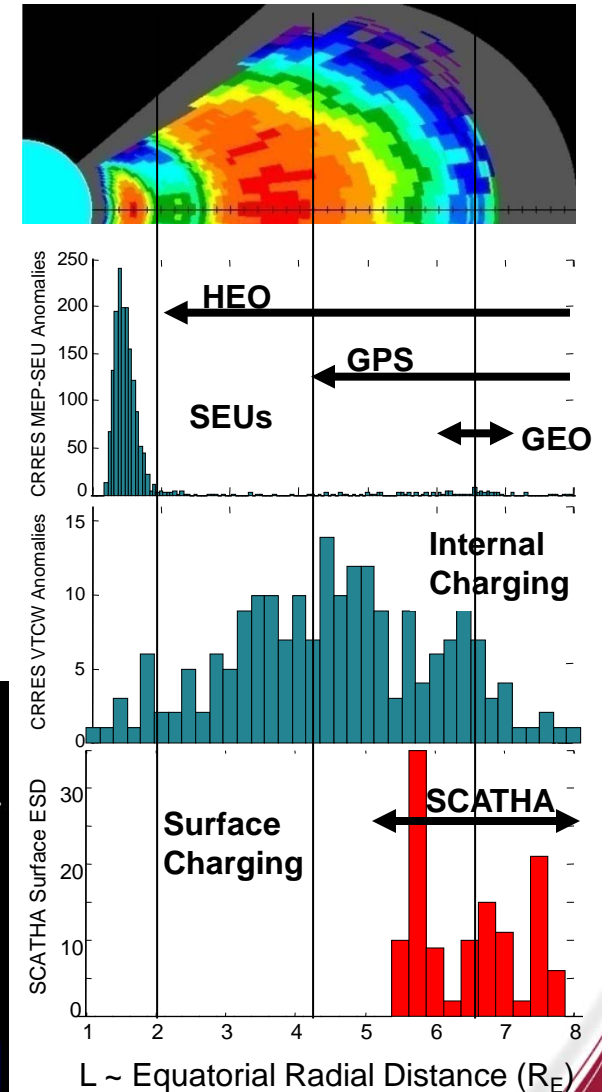 CRRES MEP-SEU Anomalies
250
200
150
100
50
0
HEO
GPS
SEUs
GEO
CRRES VTCW Anomalies
15
10
5
0
Internal
Charging
SCATHA Surface ESD
30
20
10
0
SCATHA
Surface
Charging
1 2 3 4 5 6 7 8
L ~ Equatorial Radial Distance (RE)